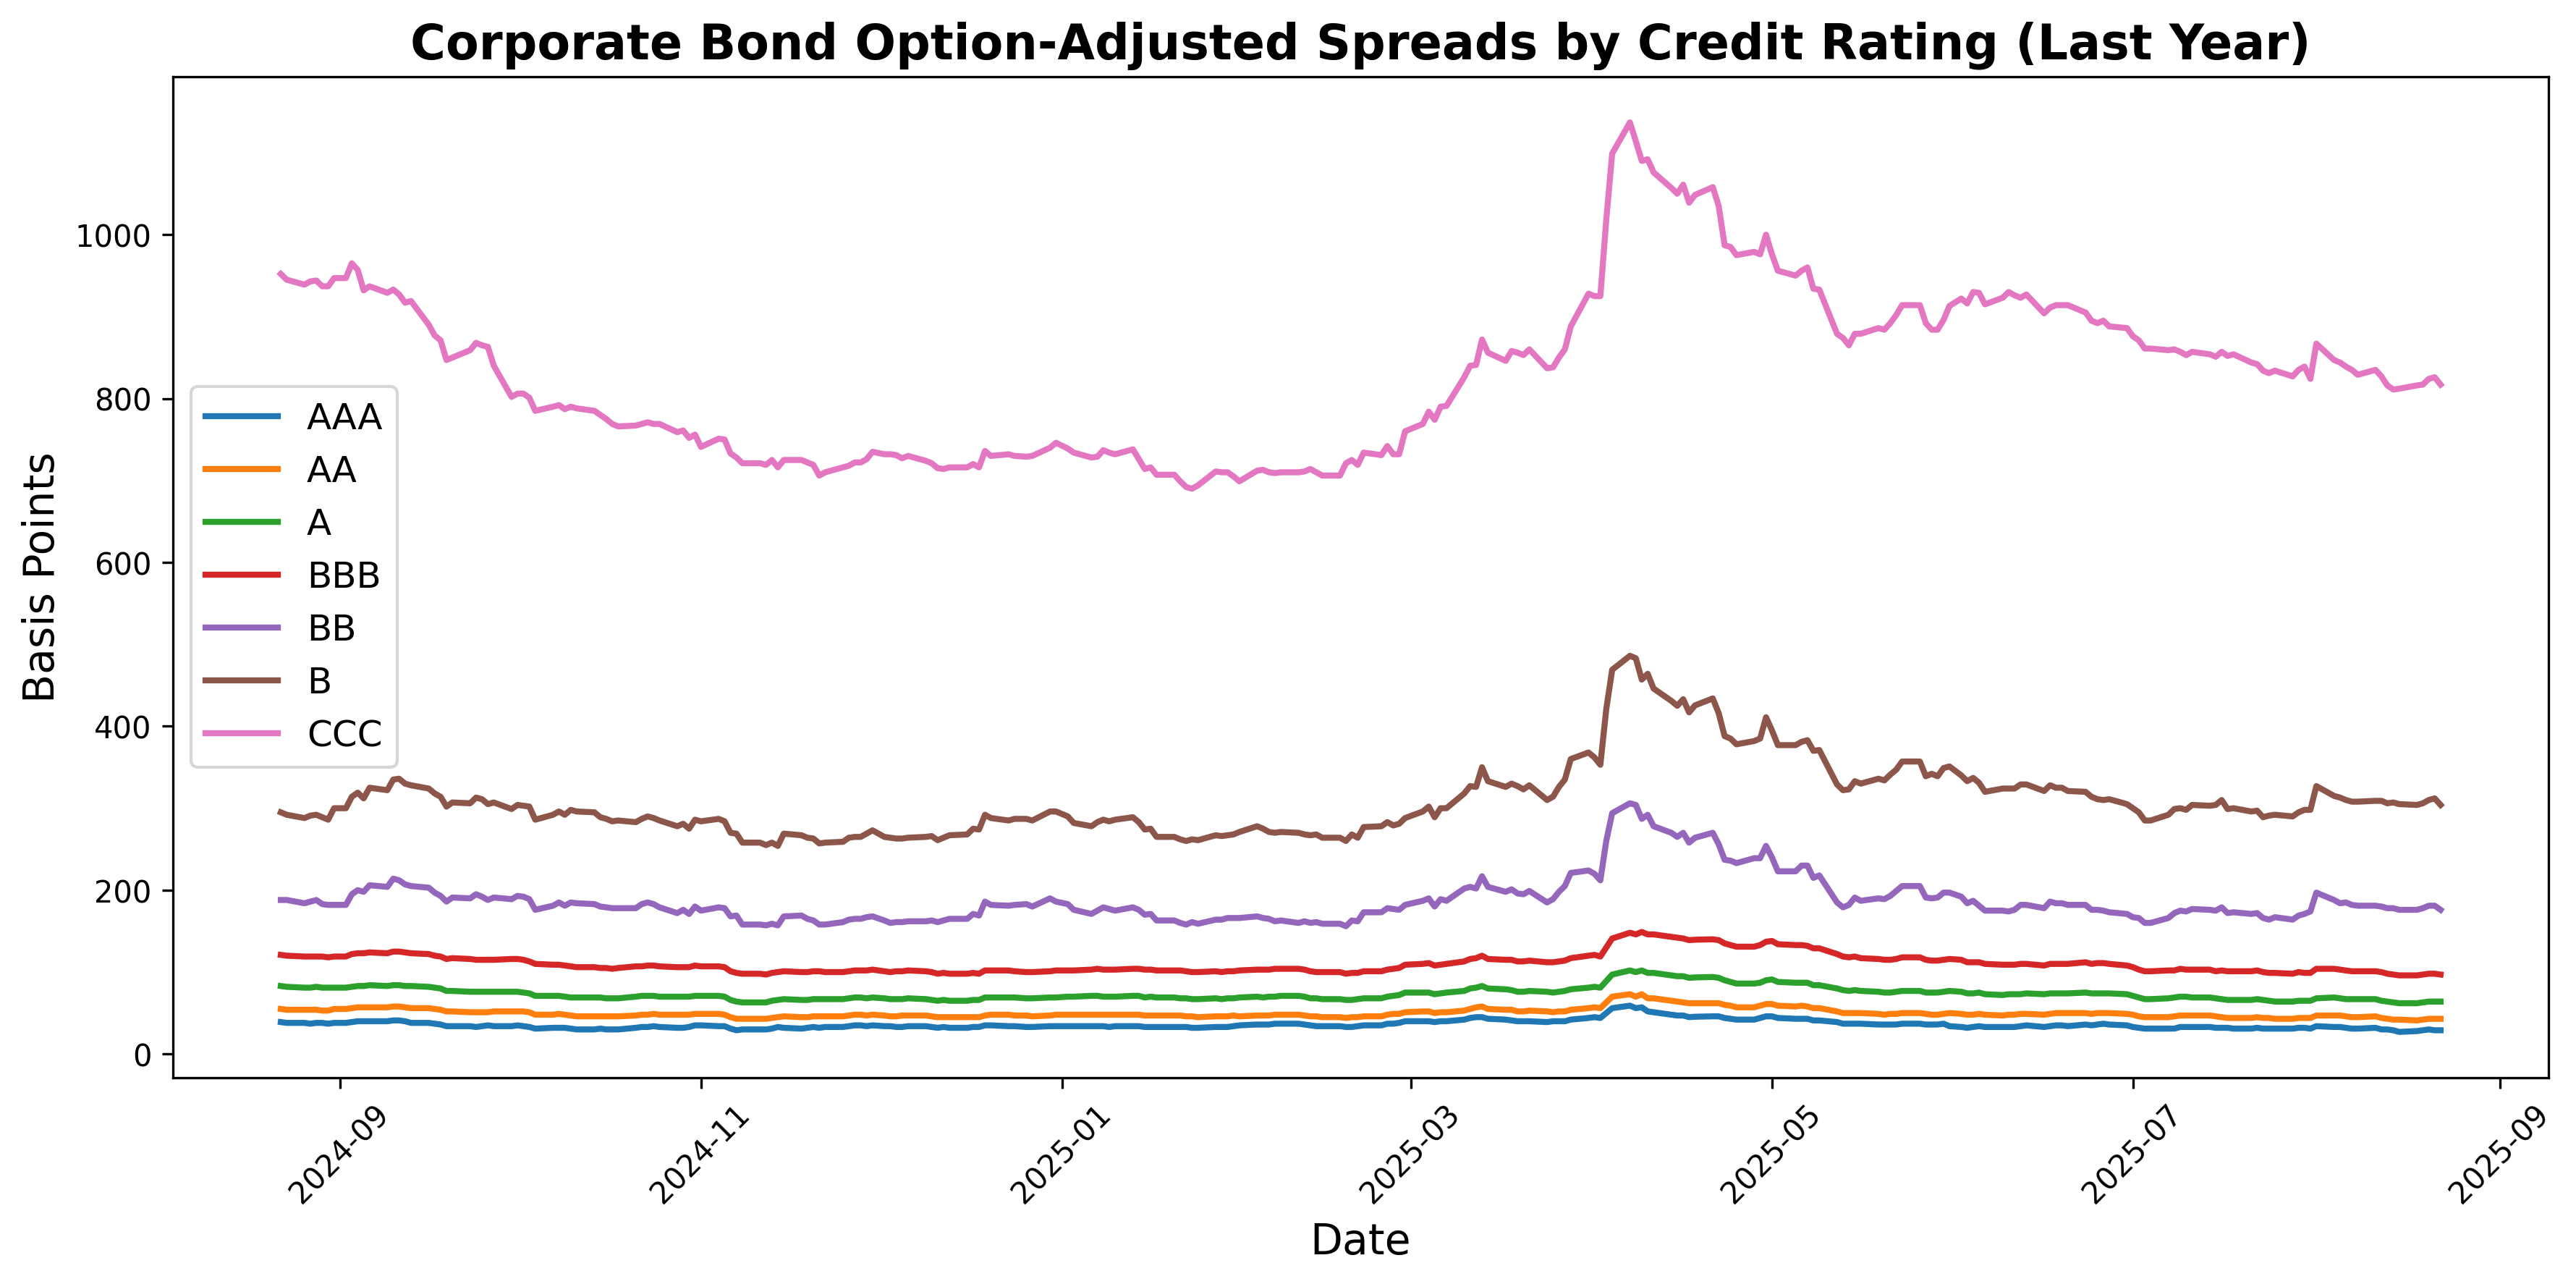 Corporate Bond Option-Adjusted Spreads by Credit Rating (Last Year)
Basis Points
1000
800
600
400
200
0
AAA
AA
A
BBB
BB
B
CCC
2024-09
2024-11
2025-01
2025-03
2025-05
2025-07
2025-09
Date